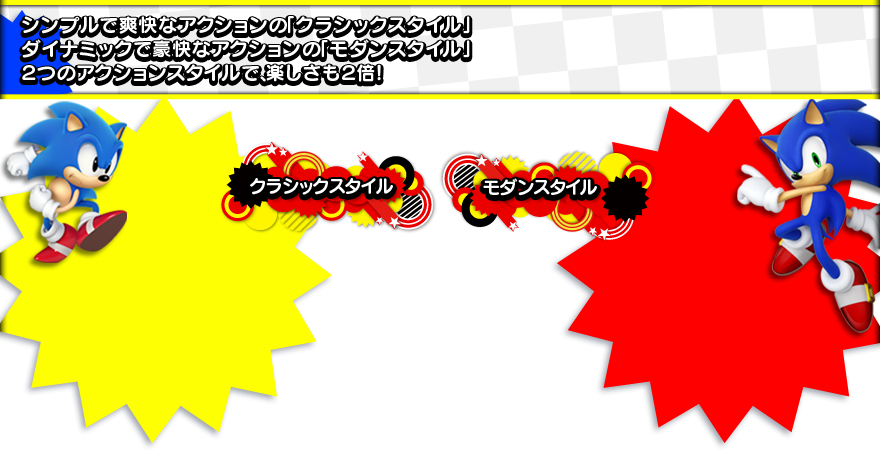 シンプルで爽快なアクションの「クラシックスタイル」
ダイナミックで豪快なアクションの「モダンスタイル」
2つのアクションスタイルで、楽しさも2倍!
クラシックスタイル
モダンスタイル